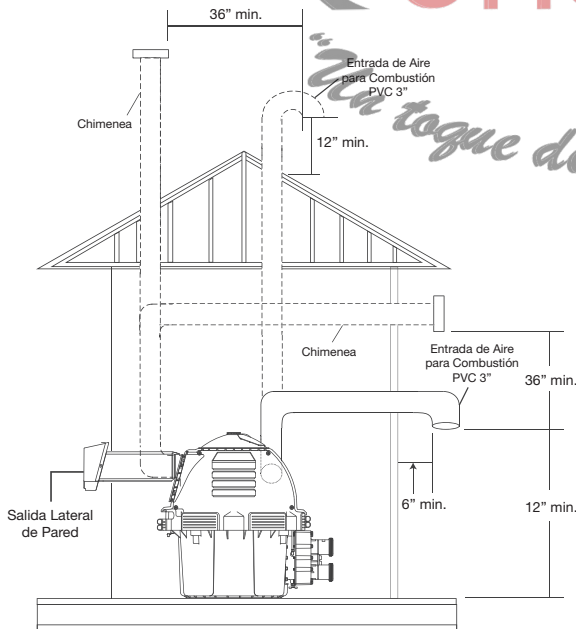 36” min.
Entrada de Aire
para Combustión
PVC 3”
Chimenea
12” min.
“Un toque
Chimenea
Entrada de Aire
para Combustión
PVC 3”
36” min.
6” min.
12” min.
Salida Lateral
de Pared